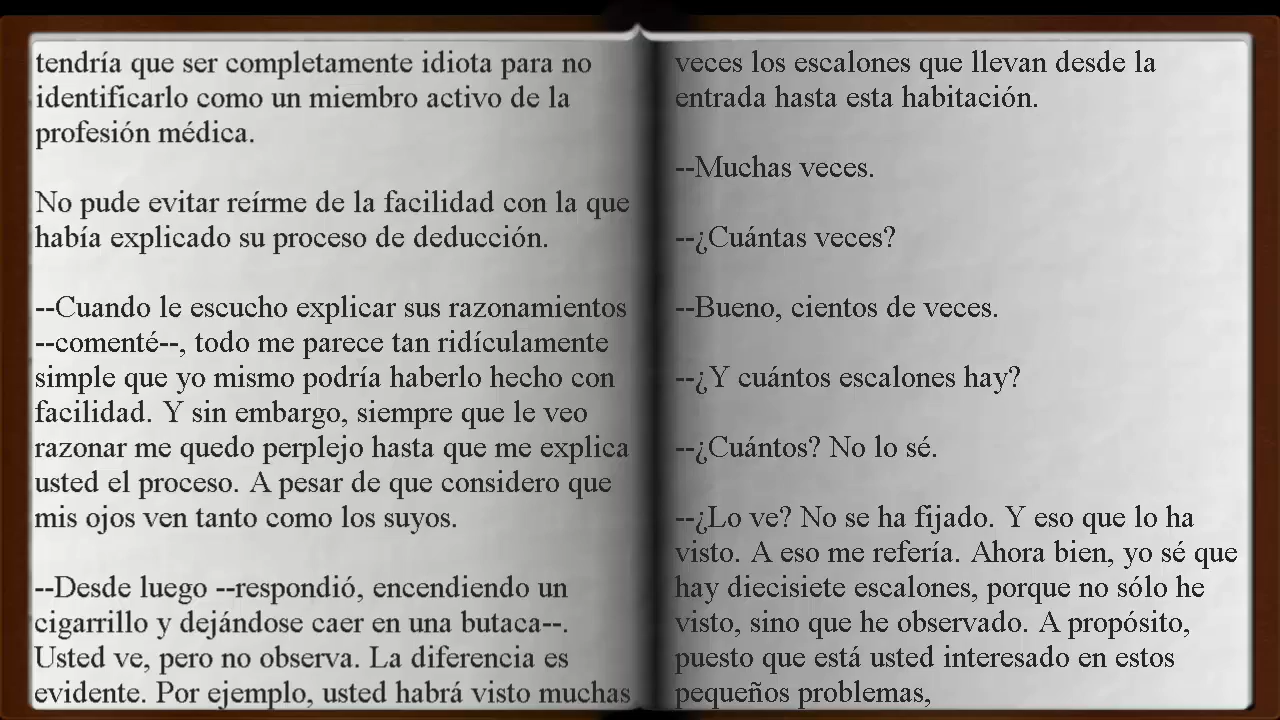 tendría que ser completamente idiota para no
identificarlo como un miembro activo de la
profesión médica.
No pude evitar reírme de la facilidad con la que
había explicado su proceso de deducción.
--Cuando le escucho explicar sus razonamientos
--comenté--, todo me parece tan ridículamente
simple que yo mismo podría haberlo hecho con
facilidad. Y sin embargo, siempre que le veo
razonar me quedo perplejo hasta que me explica
usted el proceso. A pesar de que considero que
mis ojos ven tanto como los suyos.
--Desde luego --respondió, encendiendo un
cigarrillo y dejándose caer en una butaca--.
Usted ve, pero no observa. La diferencia es
evidente. Por ejemplo, usted habrá visto muchas
veces los escalones que llevan desde la
entrada hasta esta habitación.
--Muchas veces.
--¿Cuántas veces?
--Bueno, cientos de veces.
--¿Y cuántos escalones hay?
--¿Cuántos? No lo sé.
--¿Lo ve? No se ha fijado. Y eso que lo ha
visto. A eso me refería. Ahora bien, yo sé que
hay diecisiete escalones, porque no sólo he
visto, sino que he observado. A propósito,
puesto que está usted interesado en estos
pequeños problemas,